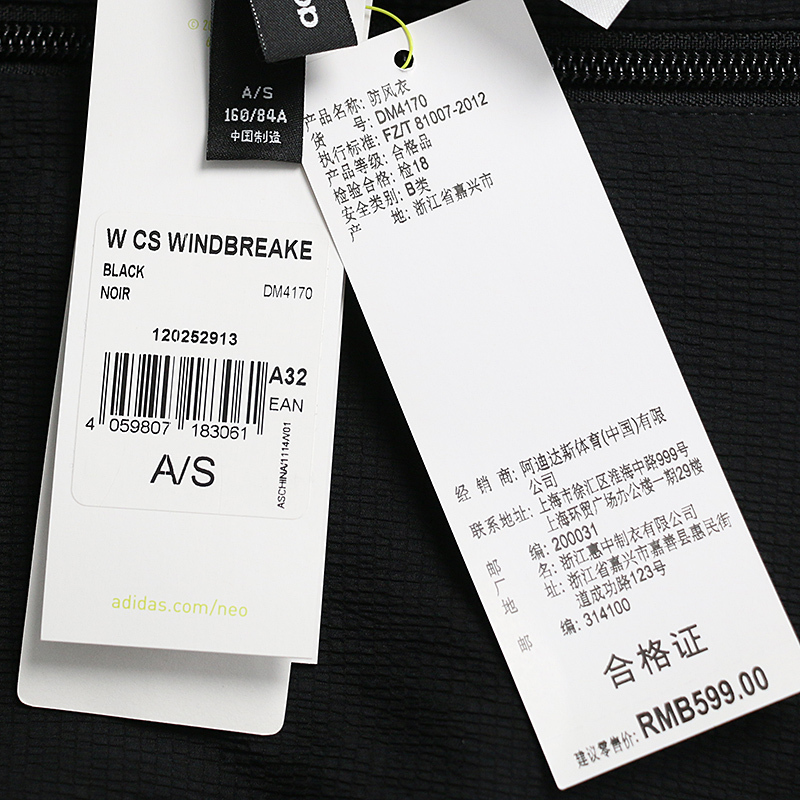 A/S
160/84A
中国制造
W CS WINDBREAKE
BLACK
NOIR DM4170
120252913
A32
EAN
4 059807 183061
ASCHINA/1114/V01
A/S
adidas.com/neo
产品名称: 防风衣
货 号: DM4170
执行标准: FZ/T 81007-2012
产品等级: 合格品
检验合格: 检18
安全类别: B类
产 地: 浙江省嘉兴市
经 销 商: 阿迪达斯体育(中国)有限
公司
联系地址: 上海市徐汇区淮海中路999号
上海环贸广场办公楼一期29楼
邮 编: 200031
厂 名: 浙江惠中制衣有限公司
地 址: 浙江省嘉兴市嘉善县惠民街
道成功路123号
邮 编: 314100
合格证
建议零售价: RMB599.00